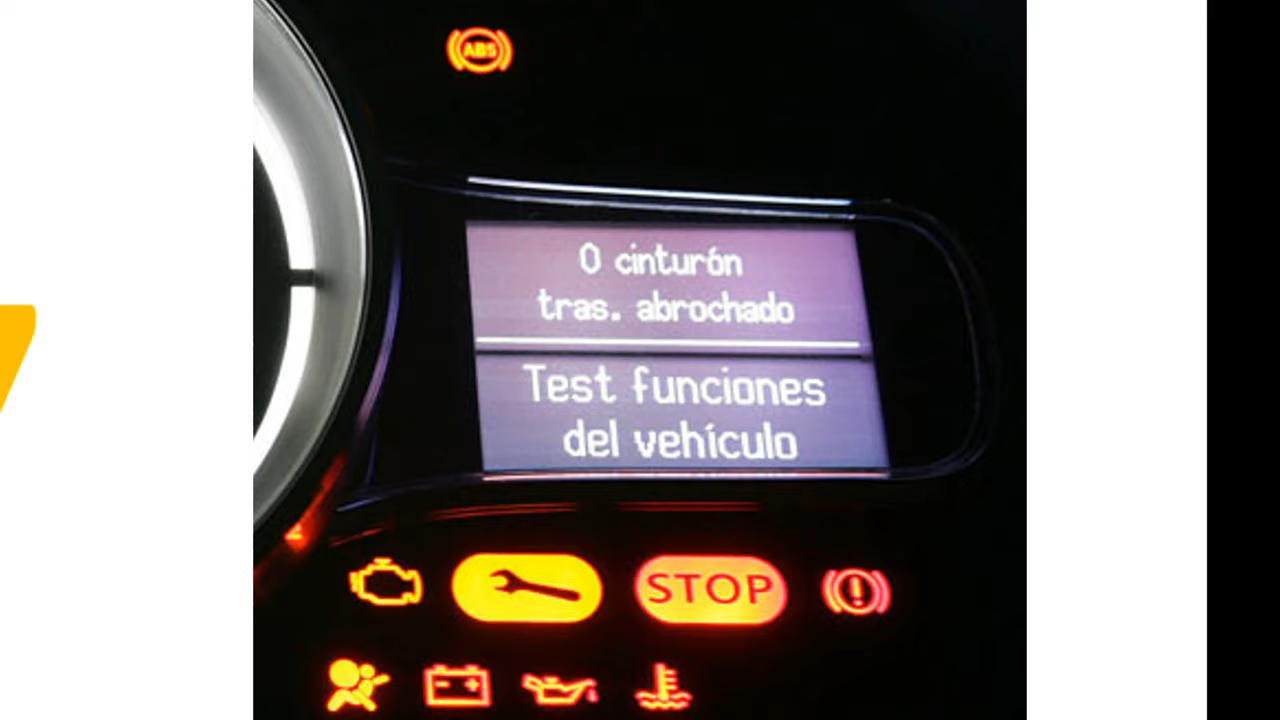 ABS
0 cinturón
tras. abrochado
Test funciones
del vehículo
STOP